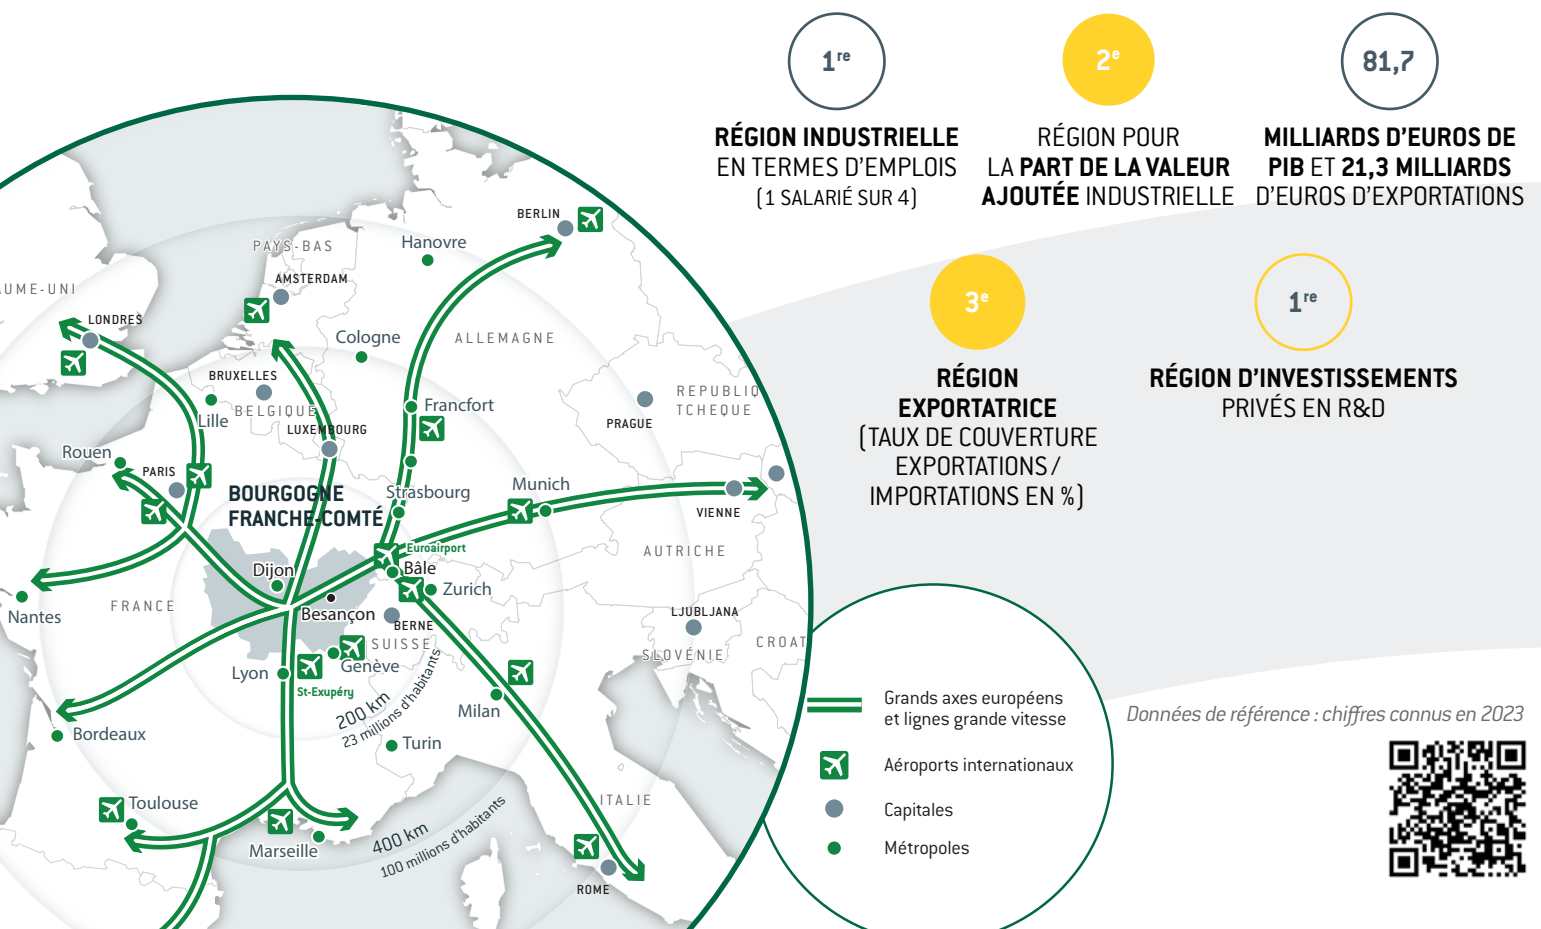 1re
RÉGION INDUSTRIELLE
EN TERMES D'EMPLOIS
(1 SALARIÉ SUR 4)
2e
RÉGION POUR
LA PART DE LA VALEUR
AJOUTÉE INDUSTRIELLE
81,7
MILLIARDS D'EUROS DE
PIB ET 21,3 MILLIARDS
D'EUROS D'EXPORTATIONS
3e
RÉGION
EXPORTATRICE
(TAUX DE COUVERTURE
EXPORTATIONS /
IMPORTATIONS EN %)
1re
RÉGION D'INVESTISSEMENTS
PRIVÉS EN R&D
BERLIN
Hanovre
PAYS-BAS
AMSTERDAM
UME-UNI
LONDRES
Cologne
ALLEMAGNE
BRUXELLES
BELGIQUE
Lille
LUXEMBOURG
Francfort
REPUBLIQ
TCHEQUE
PRAGUE
Rouen
PARIS
BOURGOGNE
FRANCHE-COMTÉ
Strasbourg
Munich
VIENNE
Euroairport
AUTRICHE
Dijon
Bâle
Zurich
Nantes
FRANCE
Besançon
BERNE
LJUBLJANA
SUISSE
SLOVÉNIE
CROAT
Lyon
Genève
St-Exupéry
200 km
23 millions d'habitants
Milan
Bordeaux
Turin
Toulouse
ITALIE
Marseille
400 km
100 millions d'habitants
ROME
Grands axes européens
et lignes grande vitesse
Aéroports internationaux
Capitales
Métropoles
Données de référence : chiffres connus en 2023